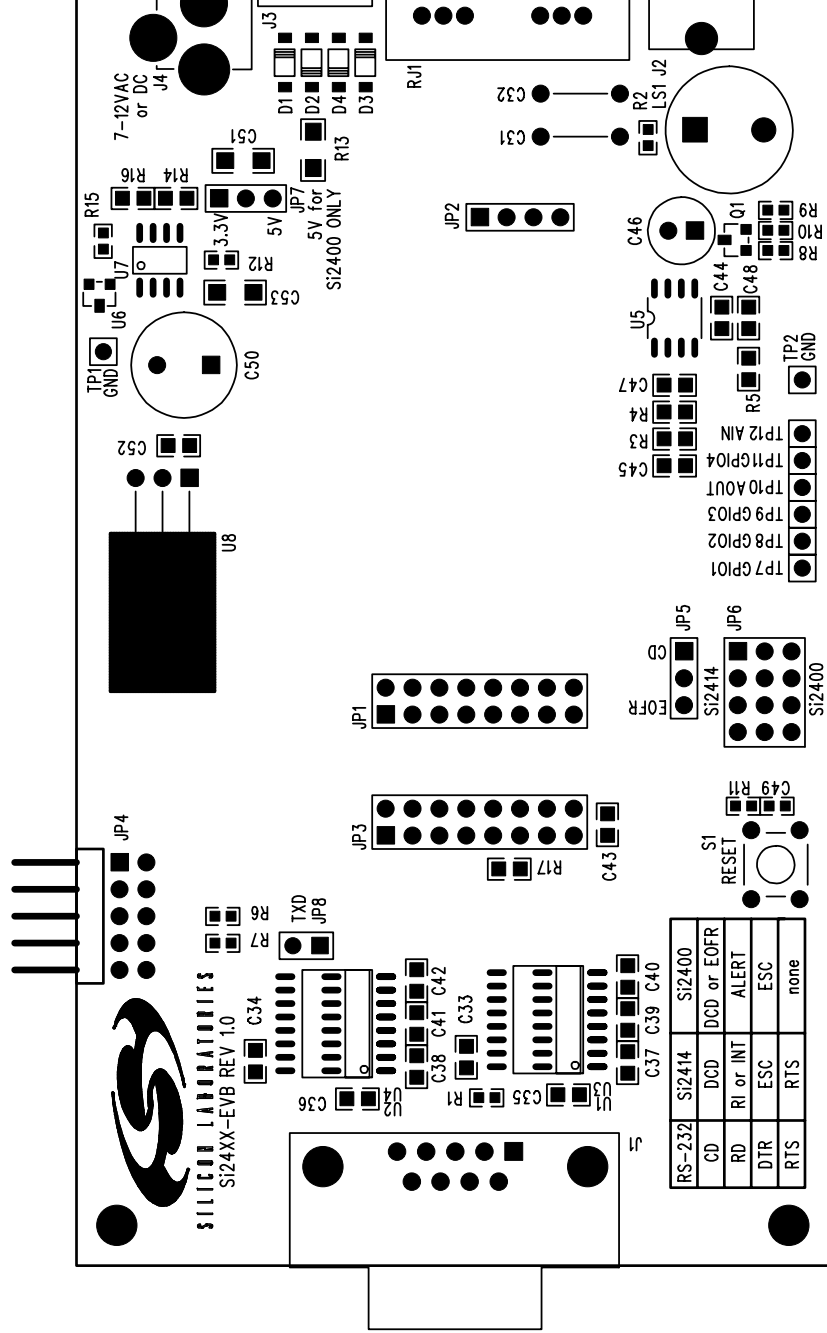 J3
J4
7-12VAC
or DC
D1
D2
D4
D3
RJ1
C32
C31
R2
LS1
J2
C51
R13
R16
R14
R15
JP7
3.3V
5V
5V for
Si2400 ONLY
JP2
C46
Q1
R9
R10
R8
U7
R12
C53
U6
C44
C48
U5
TP1
GND
C50
TP2
GND
C47
R4
R3
C45
R5
C52
TP12 AIN
TP11 GPIO4
TP10 AOUT
TP9 GPIO3
TP8 GPIO2
TP7 GPIO1
U8
JP5
CD
EOFR
Si2414
JP6
Si2400
JP1
JP3
C43
R17
R11
C49
S1
RESET
JP4
R6
R7
TXD
JP8
C34
C42
C41
C38
C33
C40
C39
C37
C36
U4
U2
R1
C35
U3
U1
J1
SILICON LABORATORIES
Si24XX-EVB REV 1.0
RS-232 Si2414 Si2400
CD DCD DCD or EOFR
RD RI or INT ALERT
DTR ESC ESC
RTS RTS none